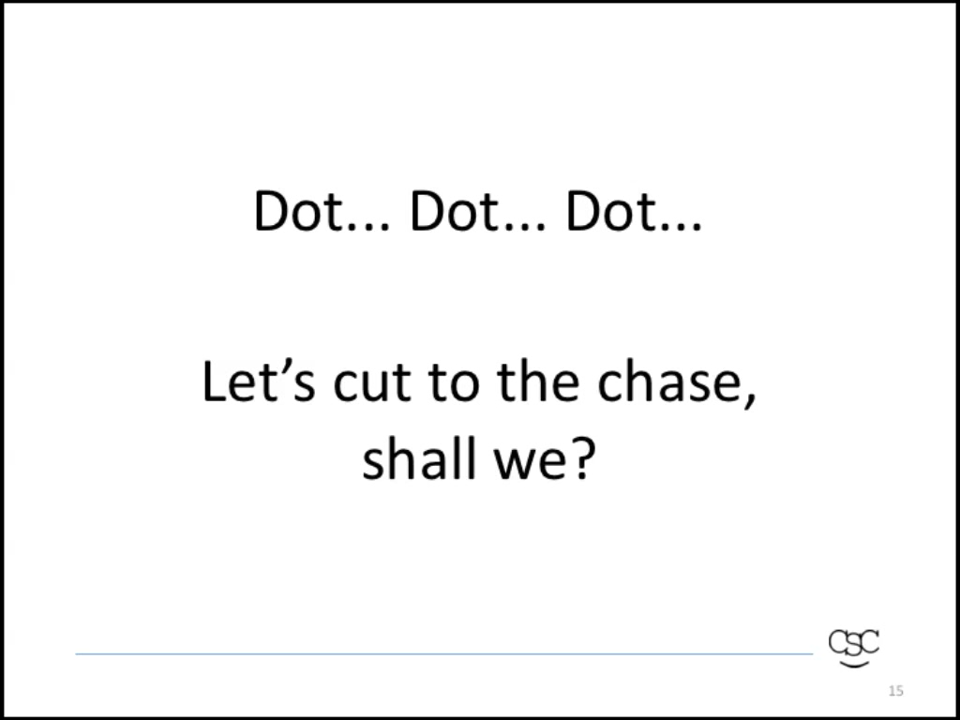 Dot... Dot... Dot...
Let’s cut to the chase,
shall we?
CSC
15